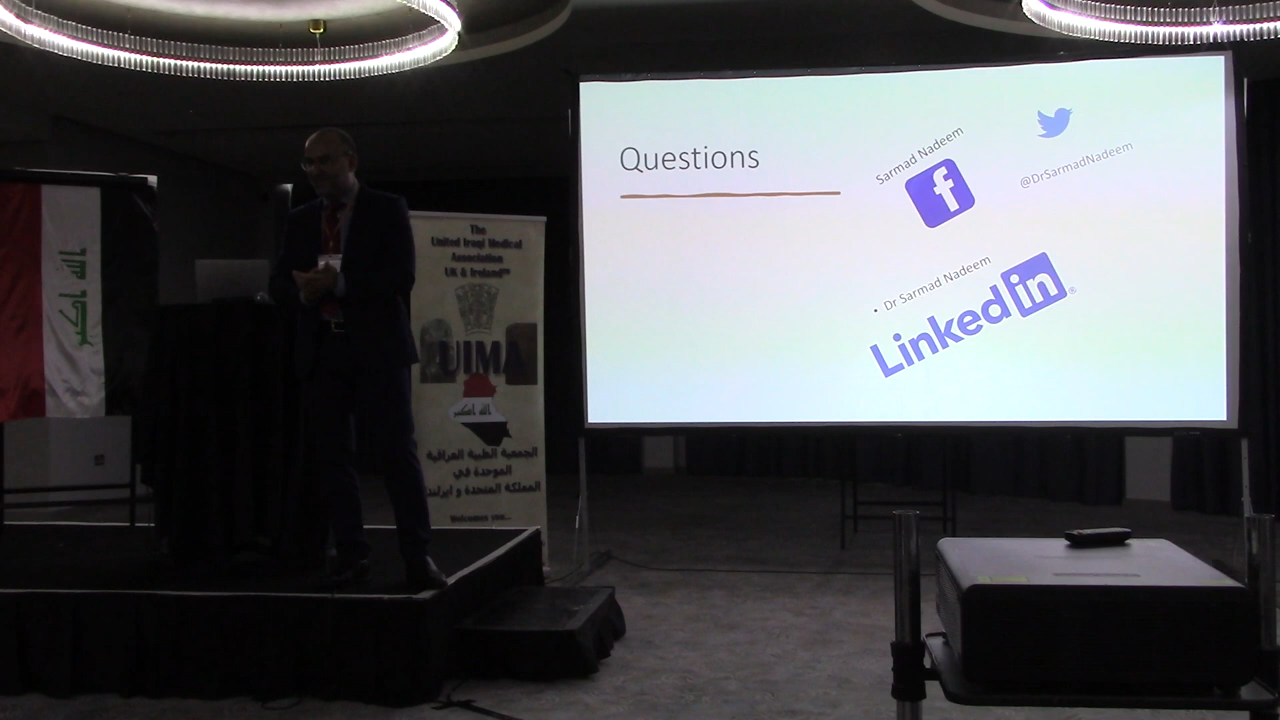 الله اكبر
The
United Iraqi Medical
Association
UK & Ireland™
UIMA
الله اكبر
الجمعية الطبية العراقية
الموحدة في
المملكة المتحدة و ايرلندا
Welcomes you...
Questions
Sarmad Nadeem
f
@DrSarmadNadeem
• Dr Sarmad Nadeem
LinkedIn®